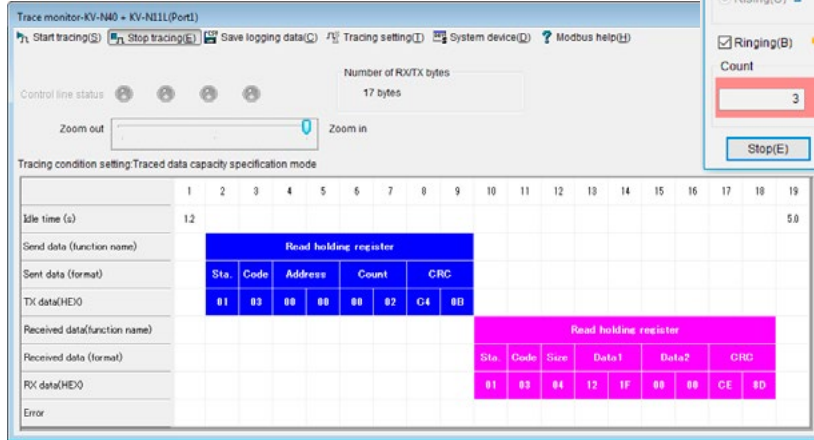 Trace monitor-KV-N40 + KV-N11L(Port1)
Start tracing(S) Stop tracing(E) Save logging data(C) Tracing setting(T) System device(D) ? Modbus help(H)
Ringing(B)
Count
3
Stop(E)
Control line status
Number of RX/TX bytes
17 bytes
Zoom out Zoom in
Tracing condition setting:Traced data capacity specification mode
1 2 3 4 5 6 7 8 9 10 11 12 13 14 15 16 17 18 19
Idle time (s) 1.2 5.0
Send data (function name) Read holding register
Sent data (format) Sta. Code Address Count CRC
TX data(HEX) 01 03 00 00 00 02 C4 0B
Received data(function name) Read holding register
Received data (format) Sta. Code Size Data1 Data2 CRC
RX data(HEX) 01 03 04 12 1F 00 00 CE 8D
Error